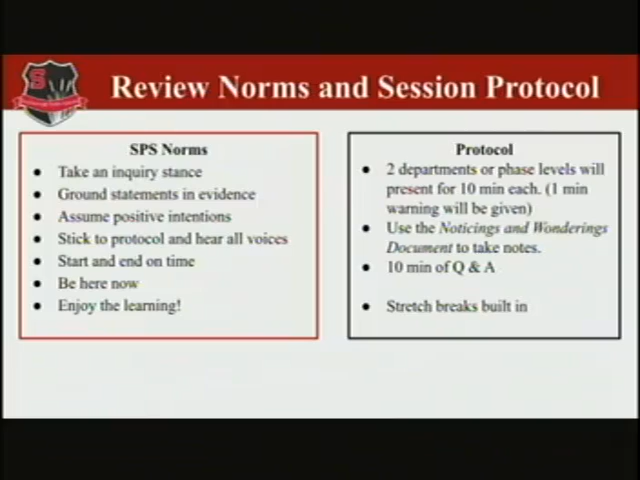 Review Norms and Session Protocol
S
SPS Norms
● Take an inquiry stance
● Ground statements in evidence
● Assume positive intentions
● Stick to protocol and hear all voices
● Start and end on time
● Be here now
● Enjoy the learning!
Protocol
● 2 departments or phase levels will
present for 10 min each. (1 min
warning will be given)
● Use the Noticings and Wonderings
Document to take notes.
● 10 min of Q & A
● Stretch breaks built in